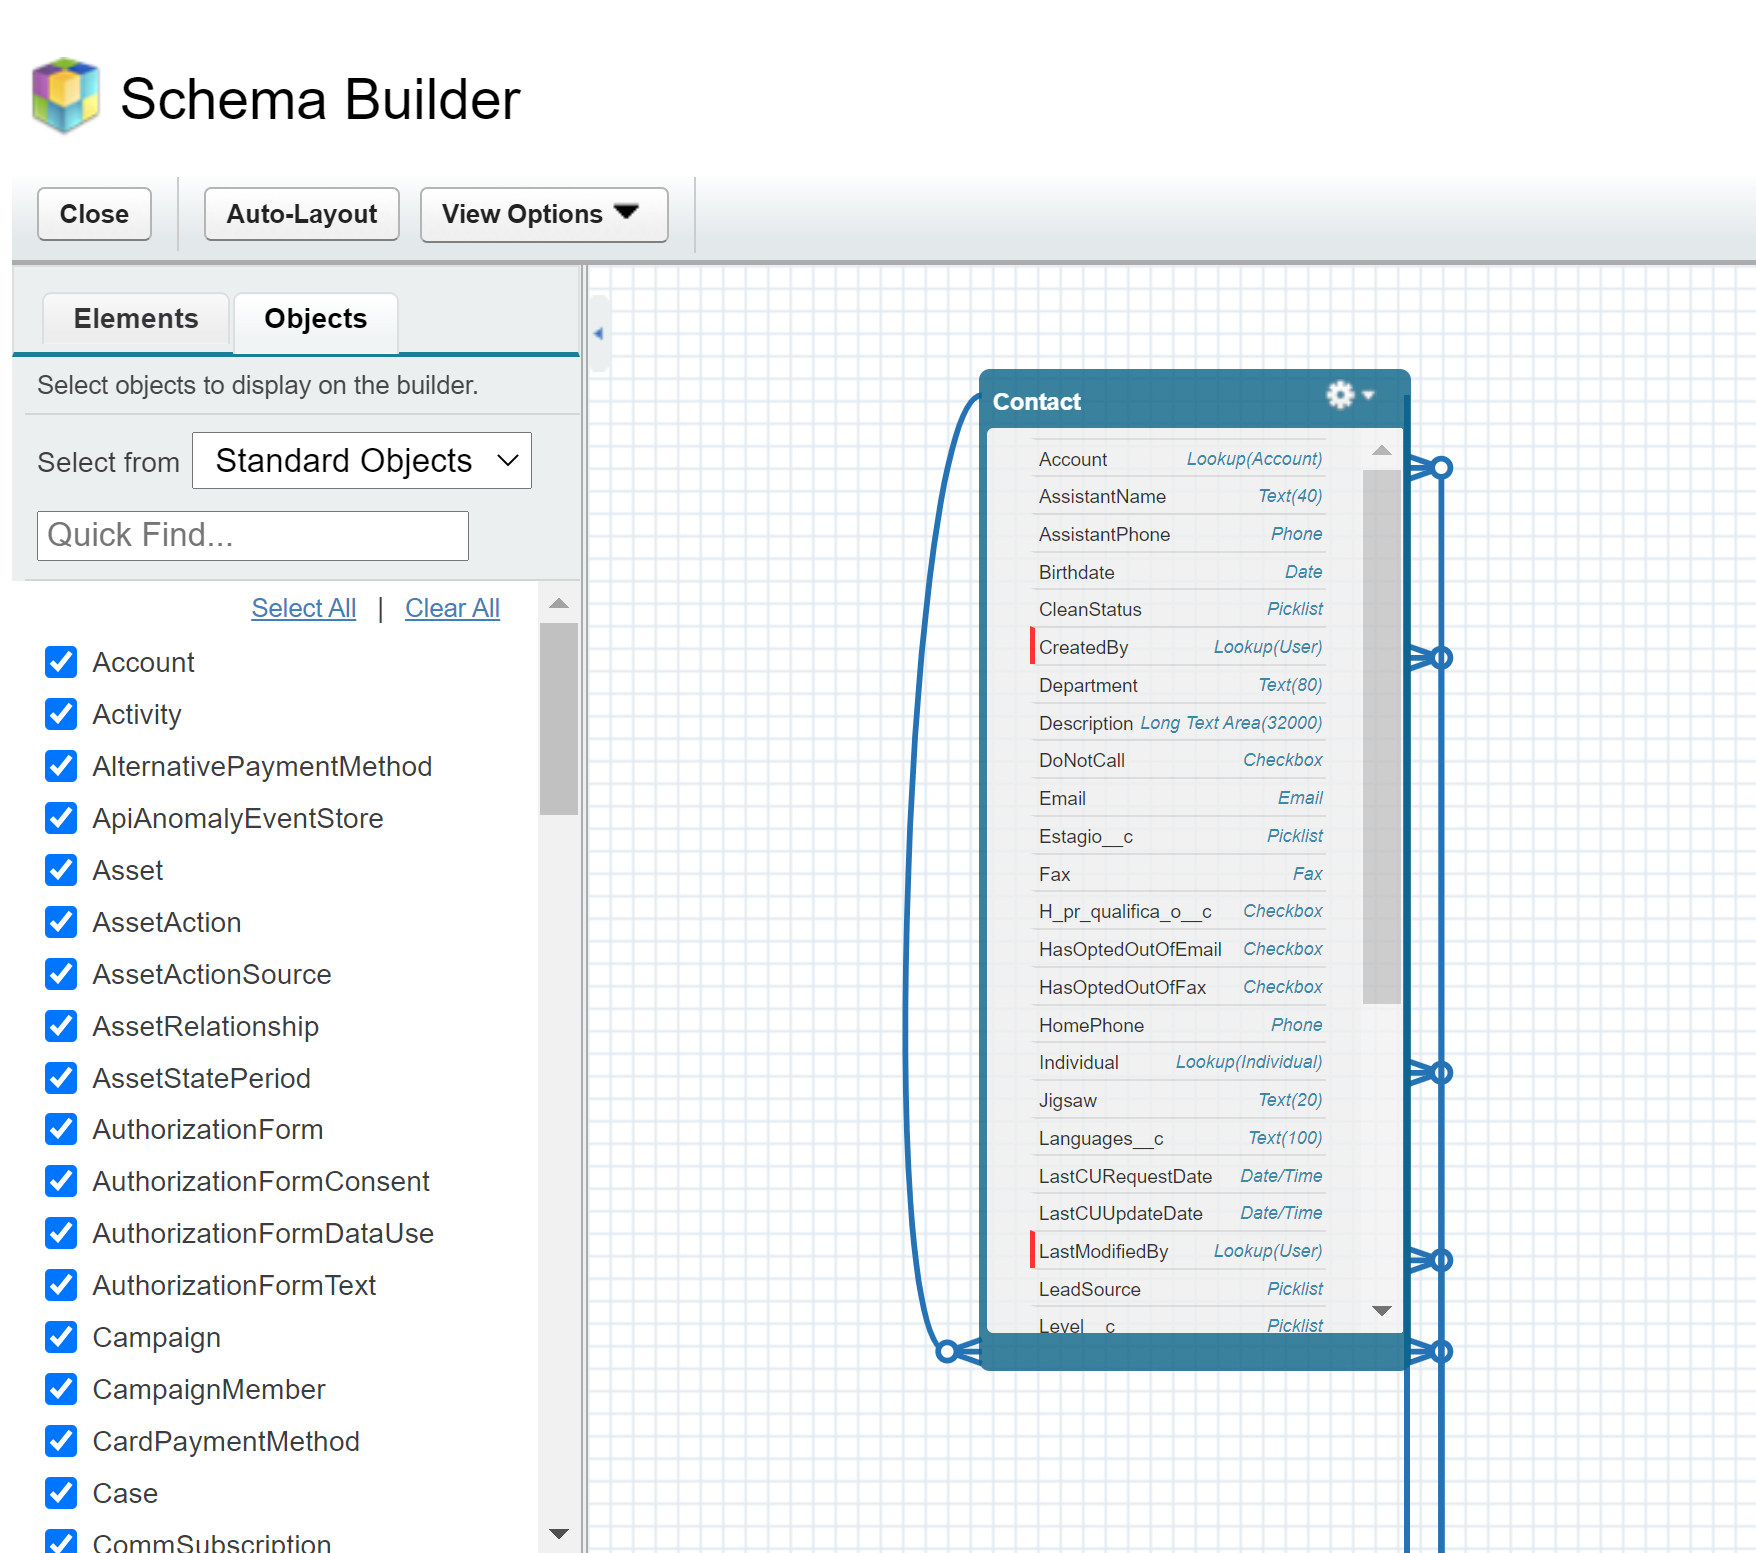 Schema Builder
Close
Auto-Layout
View Options
Elements
Objects
Select objects to display on the builder.
Select from
Standard Objects
Quick Find...
Select All | Clear All
Account
Activity
AlternativePaymentMethod
ApiAnomalyEventStore
Asset
AssetAction
AssetActionSource
AssetRelationship
AssetStatePeriod
AuthorizationForm
AuthorizationFormConsent
AuthorizationFormDataUse
AuthorizationFormText
Campaign
CampaignMember
CardPaymentMethod
Case
CommSubscription
Contact
Account Lookup(Account)
AssistantName Text(40)
AssistantPhone Phone
Birthdate Date
CleanStatus Picklist
CreatedBy Lookup(User)
Department Text(80)
Description Long Text Area(32000)
DoNotCall Checkbox
Email Email
Estagio__c Picklist
Fax Fax
H_pr_qualifica_o__c Checkbox
HasOptedOutOfEmail Checkbox
HasOptedOutOfFax Checkbox
HomePhone Phone
Individual Lookup(Individual)
Jigsaw Text(20)
Languages__c Text(100)
LastCURequestDate Date/Time
LastCUUpdateDate Date/Time
LastModifiedBy Lookup(User)
LeadSource Picklist
Level__c Picklist